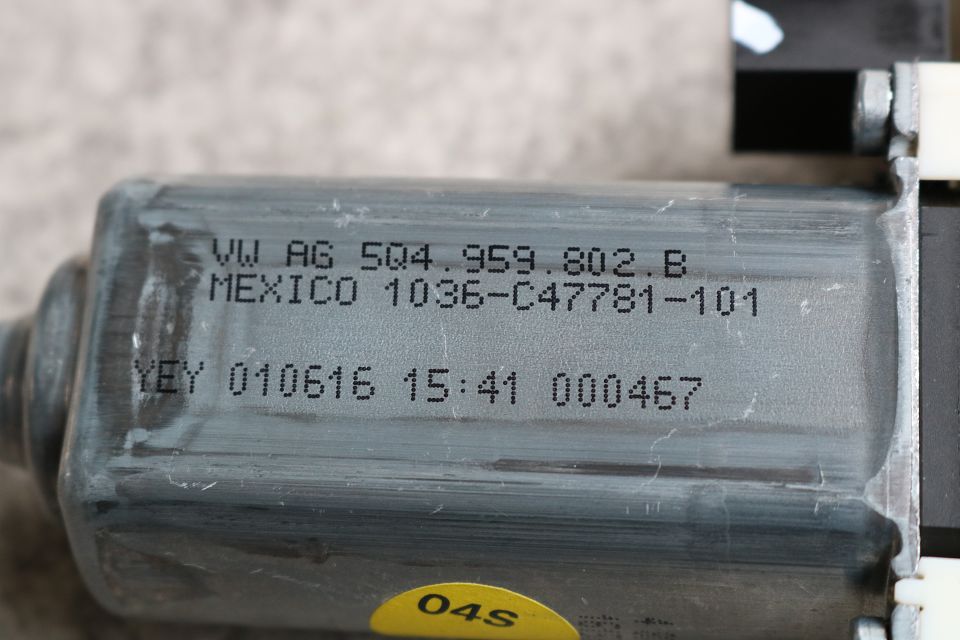 VW AG 5Q4.959.802.B
MEXICO 1036-C47781-101
YEY 010616 15:41 000467
04S